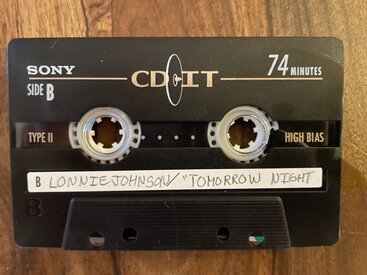 SONY CD IT 74 MINUTES
SIDE B
TYPE II HIGH BIAS
B LONNIE JOHNSON/"TOMORROW NIGHT
B